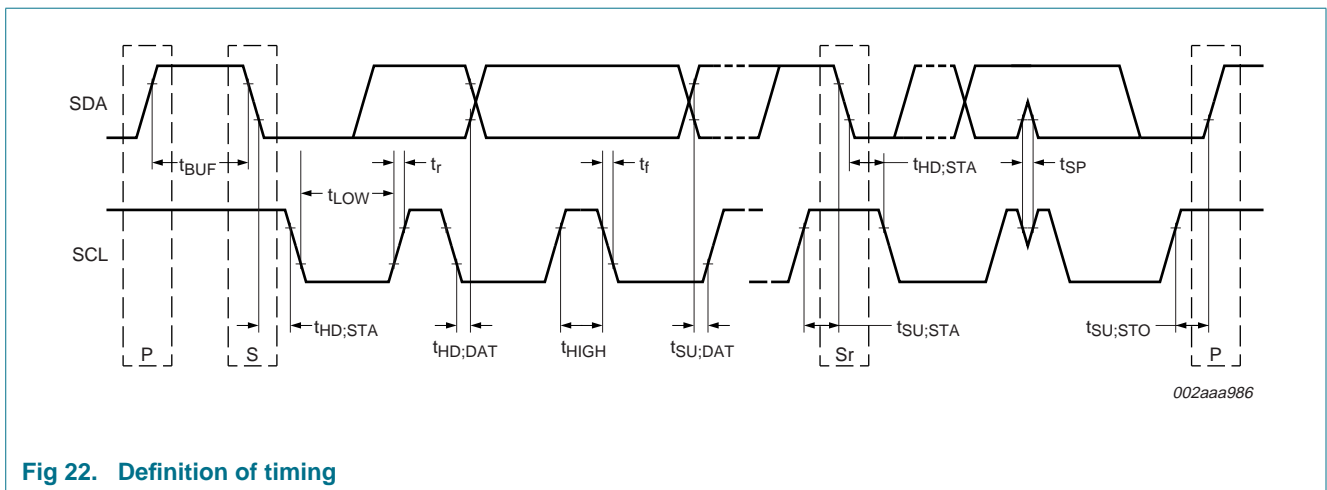 SDA
tBUF
tLOW
tr
tf
tHD;STA
tSP
SCL
tHD;STA
tHD;DAT
tHIGH
tSU;DAT
tSU;STA
tSU;STO
P
S
Sr
P
002aaa986
Fig 22. Definition of timing